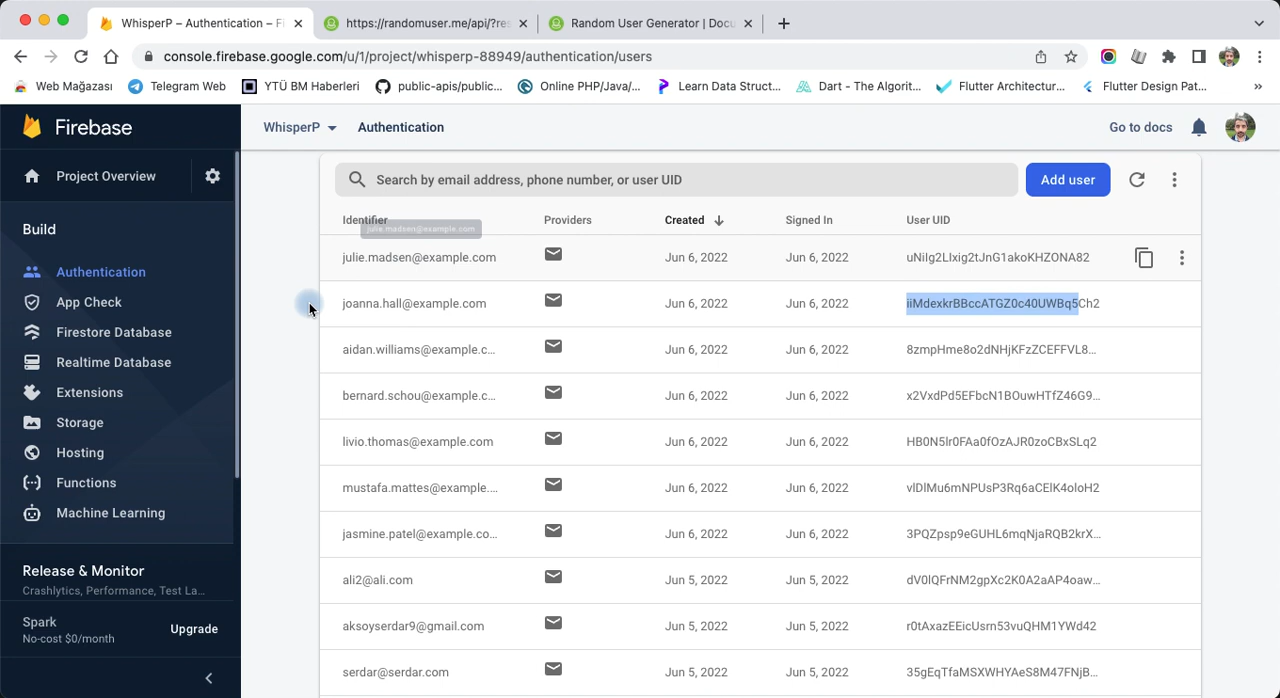 WhisperP – Authentication – Fi
https://randomuser.me/api/?res
Random User Generator | Docu
console.firebase.google.com/u/1/project/whisperp-88949/authentication/users
Web Mağazası
Telegram Web
YTÜ BM Haberleri
public-apis/public...
Online PHP/Java/...
Learn Data Struct...
Dart - The Algorit...
Flutter Architectur...
Flutter Design Pat...
»
Firebase
WhisperP
Authentication
Go to docs
Project Overview
Build
Authentication
App Check
Firestore Database
Realtime Database
Extensions
Storage
Hosting
Functions
Machine Learning
Release & Monitor
Crashlytics, Performance, Test La...
Spark
No-cost $0/month
Upgrade
Search by email address, phone number, or user UID
Add user
Identifier Providers Created Signed In User UID
julie.madsen@example.com
julie.madsen@example.com Jun 6, 2022 Jun 6, 2022 uNiIg2LIxig2tJnG1akoKHZONA82
joanna.hall@example.com Jun 6, 2022 Jun 6, 2022 iiMdexkrBBccATGZ0c40UWBq5Ch2
aidan.williams@example.c... Jun 6, 2022 Jun 6, 2022 8zmpHme8o2dNHjKFzZCEFFVL8...
bernard.schou@example.c... Jun 6, 2022 Jun 6, 2022 x2VxdPd5EFbcN1BOuwHTfZ46G9...
livio.thomas@example.com Jun 6, 2022 Jun 6, 2022 HB0N5lr0FAa0fOzAJR0zoCBxSLq2
mustafa.mattes@example.... Jun 6, 2022 Jun 6, 2022 vlDlMu6mNPUsP3Rq6aCElK4oloH2
jasmine.patel@example.co... Jun 6, 2022 Jun 6, 2022 3PQZpsp9eGUHL6mqNjaRQB2krX...
ali2@ali.com Jun 5, 2022 Jun 5, 2022 dV0lQFrNM2gpXc2K0A2aAP4oaw...
aksoyserdar9@gmail.com Jun 5, 2022 Jun 5, 2022 r0tAxazEEicUsrn53vuQHM1YWd42
serdar@serdar.com Jun 5, 2022 Jun 5, 2022 35gEqTfaMSXWHYAeS8M47FNjB...